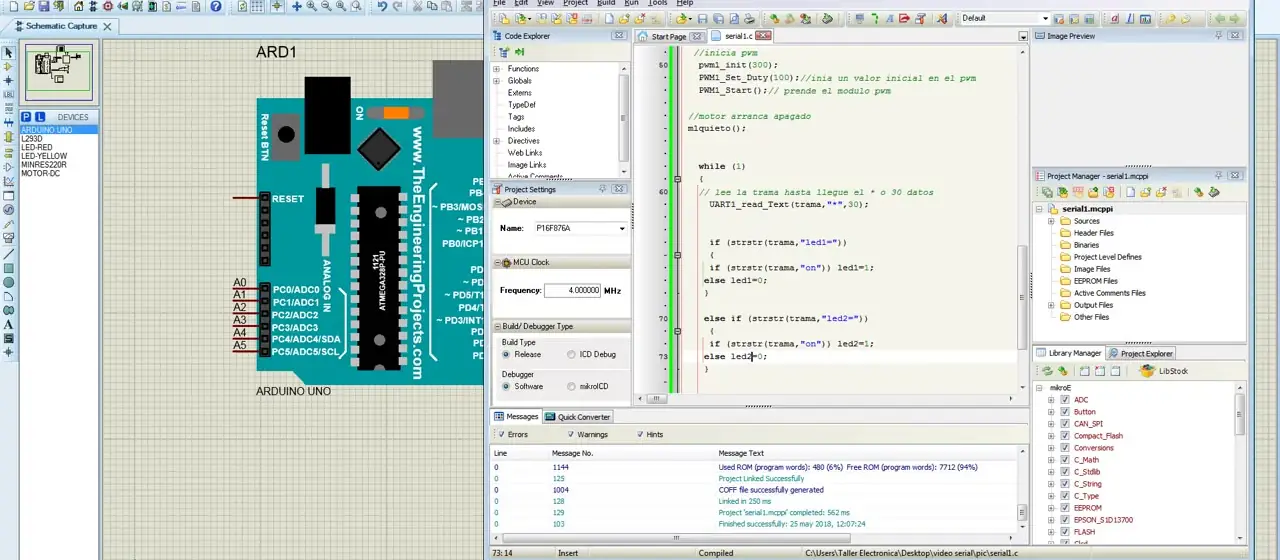 File Edit View Project Build Run Tools Help
Schematic Capture
P L DEVICES
ARDUINO UNO
L293D
LED-RED
LED-YELLOW
MINRES220R
MOTOR-DC
ARD1
Reset BTN
ON
www.TheEngineeringProjects.com
RESET
ANALOG IN
1121
ATMEGA328P-PU
PB3/MOS
PB0/ICP1
A0
A1
A2
A3
A4
A5
PC0/ADC0
PC1/ADC1
PC2/ADC2
PC3/ADC3
PC4/ADC4/SDA
PC5/ADC5/SCL
ARDUINO UNO
Default
Code Explorer
Functions
Globals
Externs
TypeDef
Tags
Includes
Directives
Web Links
Image Links
Active Comments
Project Settings
Device
Name: P16F876A
MCU Clock
Frequency: 4.000000 MHz
Build/ Debugger Type
Build Type
Release ICD Debug
Debugger
Software mikroICD
Start Page serial1.c
//inicia pwm
50 pwm1_init(300);
PWM1_Set_Duty(100);//inia un valor inicial en el pwm
PWM1_Start();// prende el modulo pwm
//motor arranca apagado
m1quieto();
while (1)
{
60 // lee la trama hasta llegue el * o 30 datos
UART1_read_Text(trama,"*",30);
if (strstr(trama,"led1="))
{
if (strstr(trama,"on")) led1=1;
else led1=0;
}
70 else if (strstr(trama,"led2="))
{
if (strstr(trama,"on")) led2=1;
73 else led2=0;
}
Image Preview
Project Manager - serial1.mcppi
serial1.mcppi
Sources
Header Files
Binaries
Project Level Defines
Image Files
EEPROM Files
Active Comments Files
Output Files
Other Files
Library Manager Project Explorer
LibStock
mikroE
ADC
Button
CAN_SPI
Compact_Flash
Conversions
C_Math
C_Stdlib
C_String
C_Type
EEPROM
EPSON_S1D13700
FLASH
Messages Quick Converter
Errors Warnings Hints
Line Message No. Message Text
0 1144 Used ROM (program words): 480 (6%) Free ROM (program words): 7712 (94%)
0 125 Project Linked Successfully
0 1004 COFF file successfully generated
0 128 Linked in 250 ms
0 129 Project 'serial1.mcppi' completed: 562 ms
0 103 Finished successfully: 25 may 2018, 12:07:24
73:14 Insert Compiled C:\Users\Taller Electronica\Desktop\video serial\pic\serial1.c